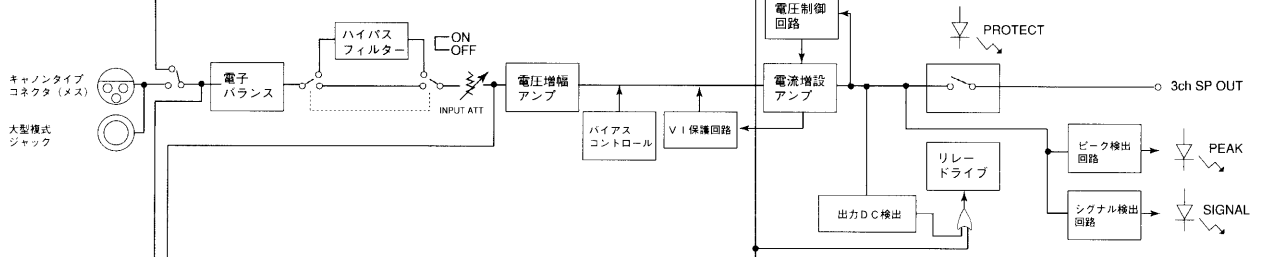 電圧制御
回路
PROTECT
ハイパス
フィルター
ON
OFF
キャノンタイプ
コネクタ（メス）
電子
バランス
INPUT ATT
電圧増幅
アンプ
電流増設
アンプ
3ch SP OUT
大型複式
ジャック
バイアス
コントロール
ＶＩ保護回路
リレー
ドライブ
ピーク検出
回路
PEAK
出力ＤＣ検出
シグナル検出
回路
SIGNAL